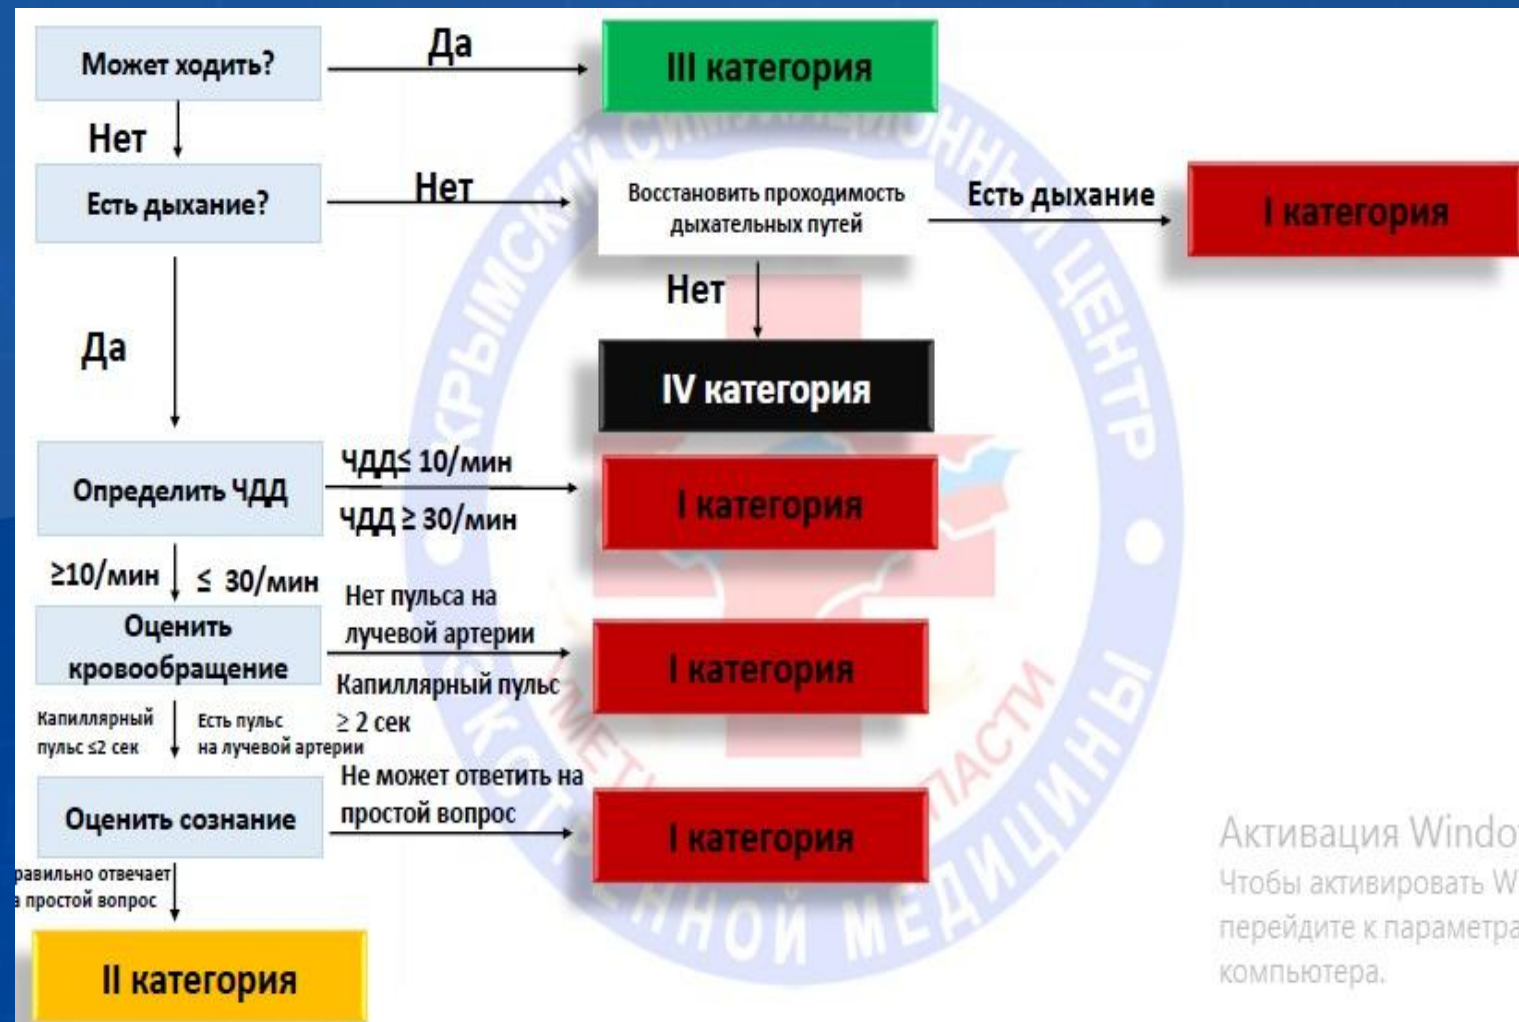 Может ходить?
Да
III категория
Нет
Есть дыхание?
Нет
Восстановить проходимость
дыхательных путей
Есть дыхание
I категория
Нет
IV категория
Да
Определить ЧДД
ЧДД≤ 10/мин
ЧДД ≥ 30/мин
I категория
≥10/мин
≤ 30/мин
Оценить
кровообращение
Нет пульса на
лучевой артерии
Капиллярный пульс
≥ 2 сек
I категория
Капиллярный
пульс ≤2 сек
Есть пульс
на лучевой артерии
Оценить сознание
Не может ответить на
простой вопрос
I категория
равильно отвечает
а простой вопрос
II категория
КРЫМСКИЙ СИМУЛЯЦИОННЫЙ ЦЕНТР
МЕДИЦИНЫ
Активация Windo
Чтобы активировать W
перейдите к параметра
компьютера.